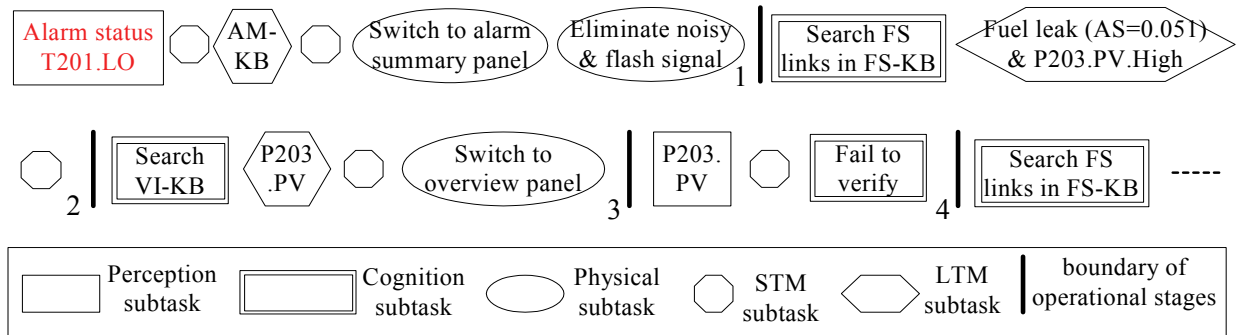 Alarm status
T201.LO
AM-
KB
Switch to alarm
summary panel
Eliminate noisy
& flash signal
1
Search FS
links in FS-KB
Fuel leak (AS=0.051)
& P203.PV.High
2
Search
VI-KB
P203
.PV
Switch to
overview panel
3
P203.
PV
Fail to
verify
4
Search FS
links in FS-KB
-----
Perception
subtask
Cognition
subtask
Physical
subtask
STM
subtask
LTM
subtask
boundary of
operational stages